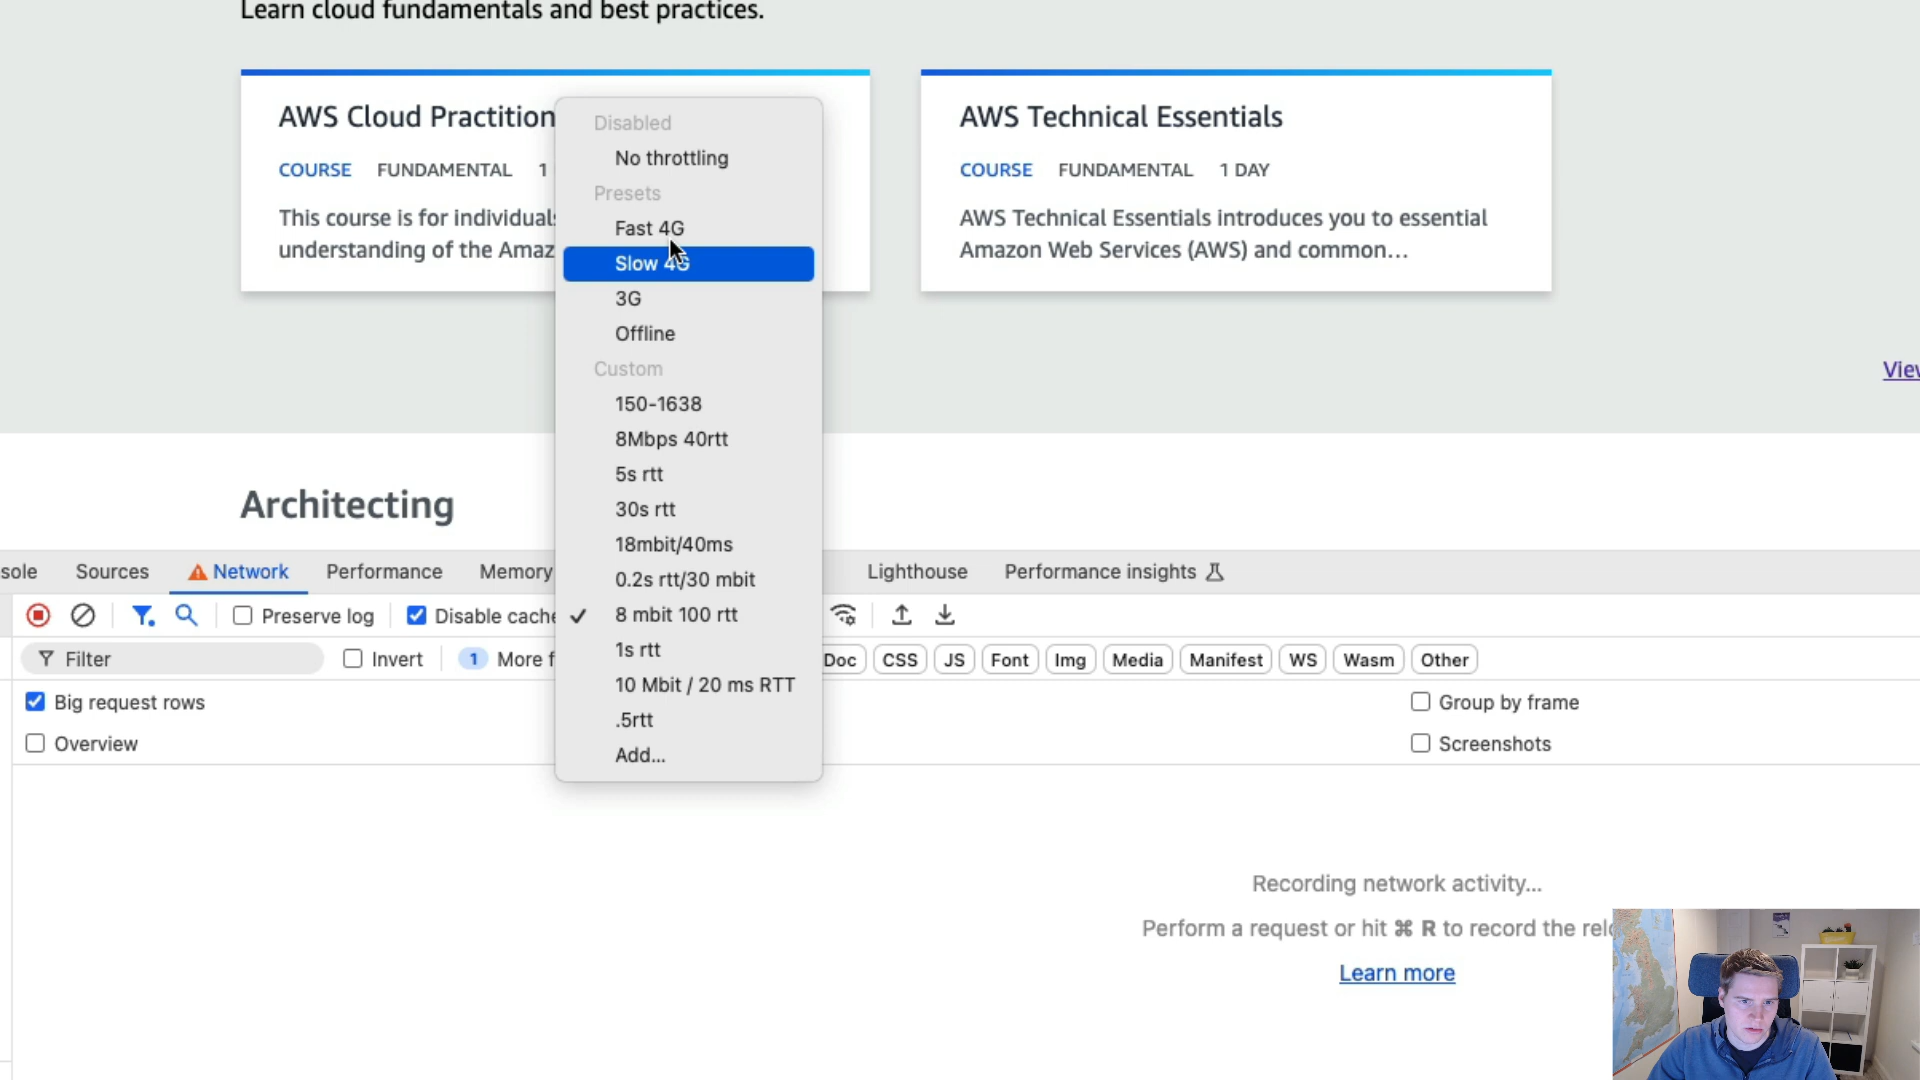 Learn cloud fundamentals and best practices.
AWS Cloud Practition
COURSE FUNDAMENTAL 1
This course is for individuals
understanding of the Amaz
AWS Technical Essentials
COURSE FUNDAMENTAL 1 DAY
AWS Technical Essentials introduces you to essential
Amazon Web Services (AWS) and common...
Disabled
No throttling
Presets
Fast 4G
Slow 4G
3G
Offline
Custom
150-1638
8Mbps 40rtt
5s rtt
30s rtt
18mbit/40ms
0.2s rtt/30 mbit
✓ 8 mbit 100 rtt
1s rtt
10 Mbit / 20 ms RTT
.5rtt
Add...
View
Architecting
sole Sources Network Performance Memory Lighthouse Performance insights
Preserve log Disable cache
Filter Invert 1 More f Doc CSS JS Font Img Media Manifest WS Wasm Other
Big request rows Group by frame
Overview Screenshots
Recording network activity...
Perform a request or hit ⌘ R to record the relo
Learn more